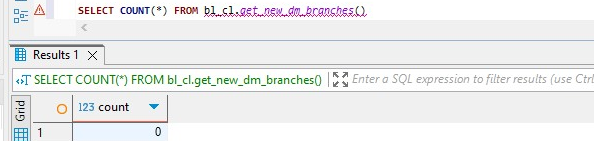 SELECT COUNT(*) FROM bl_cl.get_new_dm_branches()
Results 1
SELECT COUNT(*) FROM bl_cl.get_new_dm_branches()
Enter a SQL expression to filter results (use Ctrl
Grid
123 count
1
0